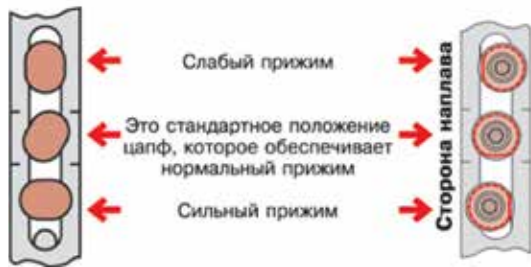 Слабый прижим
Это стандартное положение
цапф, которое обеспечивает
нормальный прижим
Сильный прижим
Сторона наплава